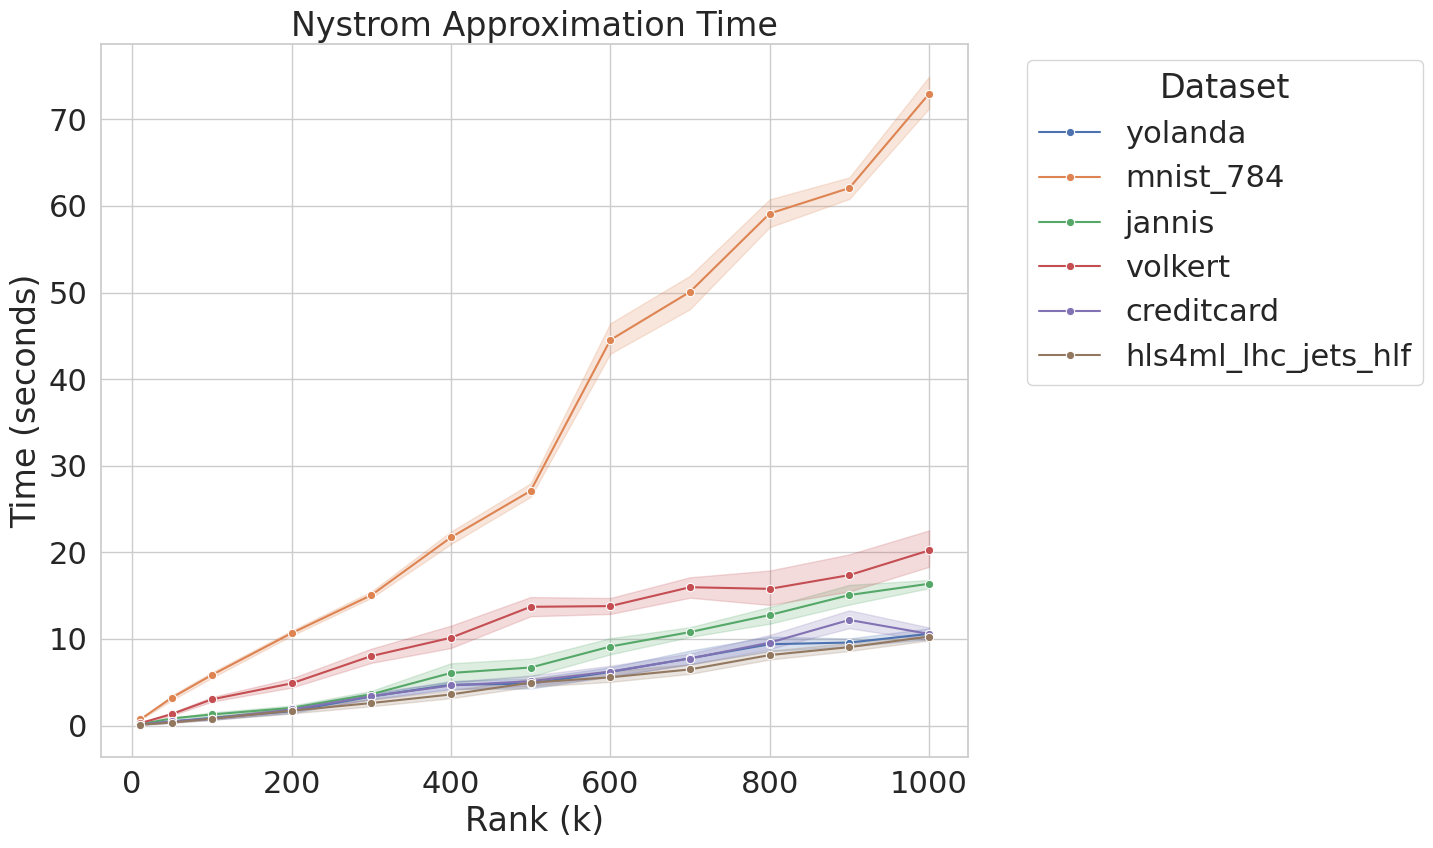 Nystrom Approximation Time
Time (seconds)
70
60
50
40
30
20
10
0
0 200 400 600 800 1000
Rank (k)
Dataset
yolanda
mnist_784
jannis
volkert
creditcard
hls4ml_lhc_jets_hlf